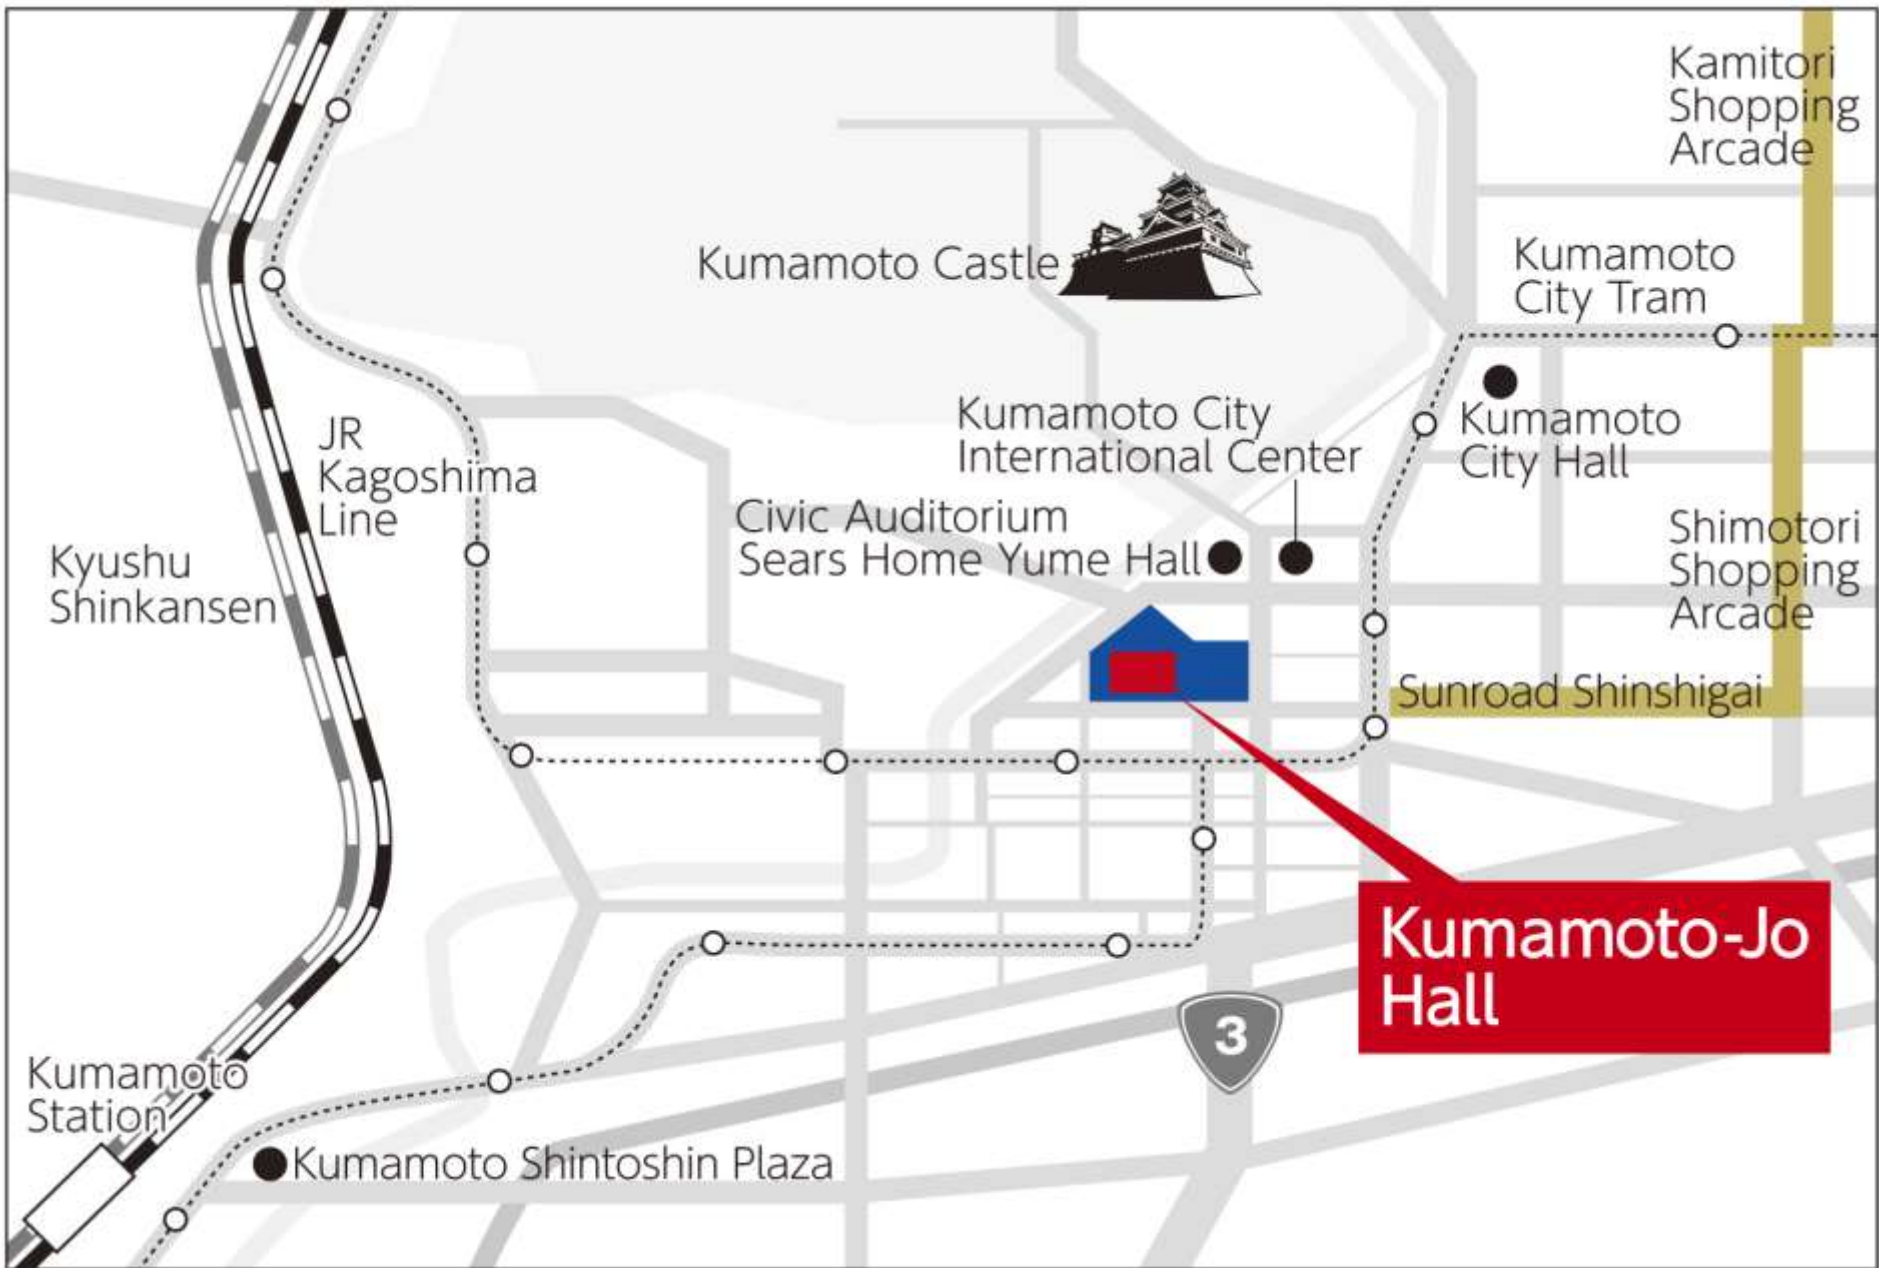 Kamitori
Shopping
Arcade
Kumamoto Castle
Kumamoto
City Tram
Kumamoto City
International Center
Kumamoto
City Hall
JR
Kagoshima
Line
Civic Auditorium
Sears Home Yume Hall
Shimotori
Shopping
Arcade
Kyushu
Shinkansen
Sunroad Shinshigai
Kumamoto-Jo
Hall
3
Kumamoto
Station
Kumamoto Shintoshin Plaza